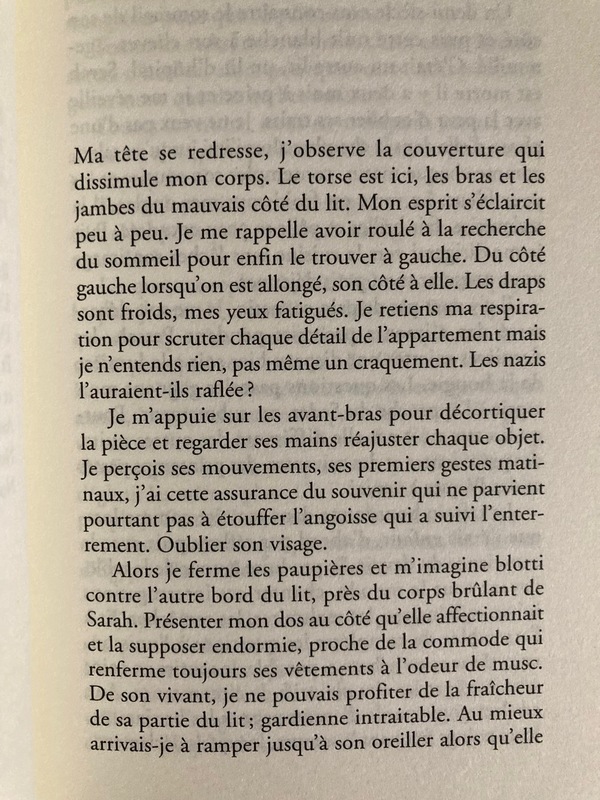 Ma tête se redresse, j'observe la couverture qui
dissimule mon corps. Le torse est ici, les bras et les
jambes du mauvais côté du lit. Mon esprit s'éclaircit
peu à peu. Je me rappelle avoir roulé à la recherche
du sommeil pour enfin le trouver à gauche. Du côté
gauche lorsqu'on est allongé, son côté à elle. Les draps
sont froids, mes yeux fatigués. Je retiens ma respira-
tion pour scruter chaque détail de l'appartement mais
je n'entends rien, pas même un craquement. Les nazis
l'auraient-ils raflée ?
Je m'appuie sur les avant-bras pour décortiquer
la pièce et regarder ses mains réajuster chaque objet.
Je perçois ses mouvements, ses premiers gestes mati-
naux, j'ai cette assurance du souvenir qui ne parvient
pourtant pas à étouffer l'angoisse qui a suivi l'enter-
rement. Oublier son visage.
Alors je ferme les paupières et m'imagine blotti
contre l'autre bord du lit, près du corps brûlant de
Sarah. Présenter mon dos au côté qu'elle affectionnait
et la supposer endormie, proche de la commode qui
renferme toujours ses vêtements à l'odeur de musc.
De son vivant, je ne pouvais profiter de la fraîcheur
de sa partie du lit ; gardienne intraitable. Au mieux
arrivais-je à ramper jusqu'à son oreiller alors qu'elle